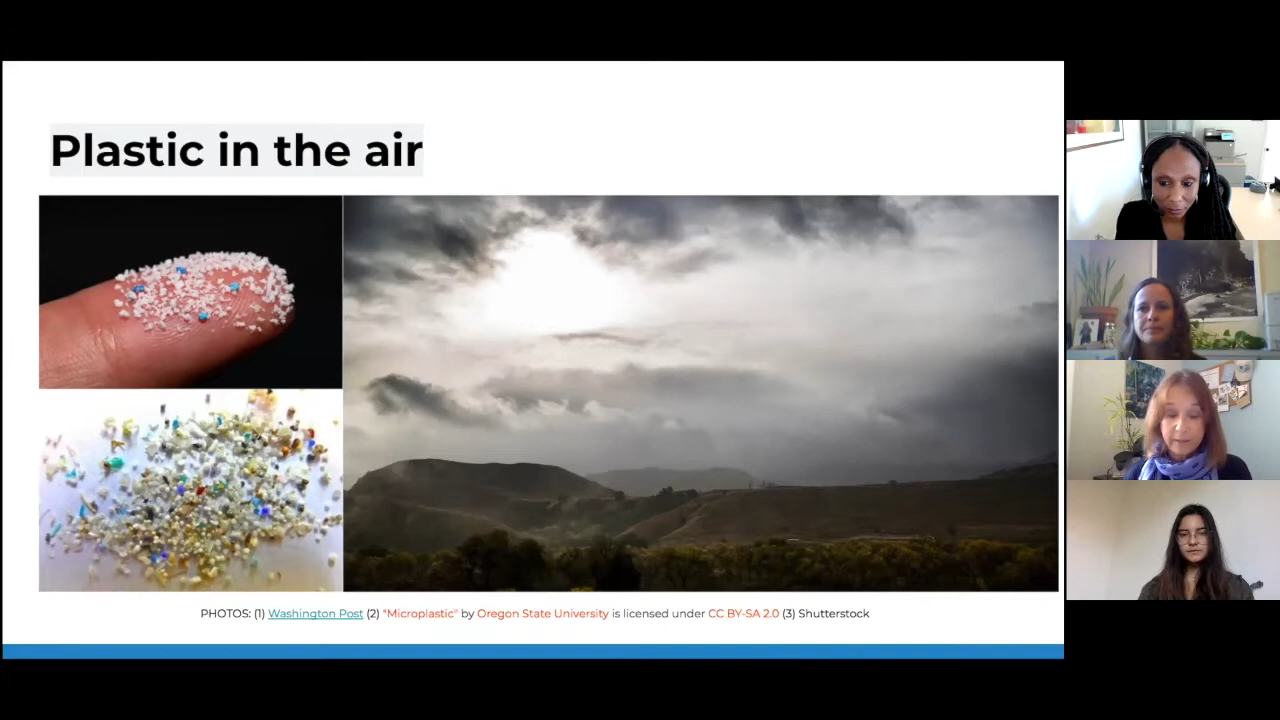 Plastic in the air
PHOTOS: (1) Washington Post (2) "Microplastic" by Oregon State University is licensed under CC BY-SA 2.0 (3) Shutterstock